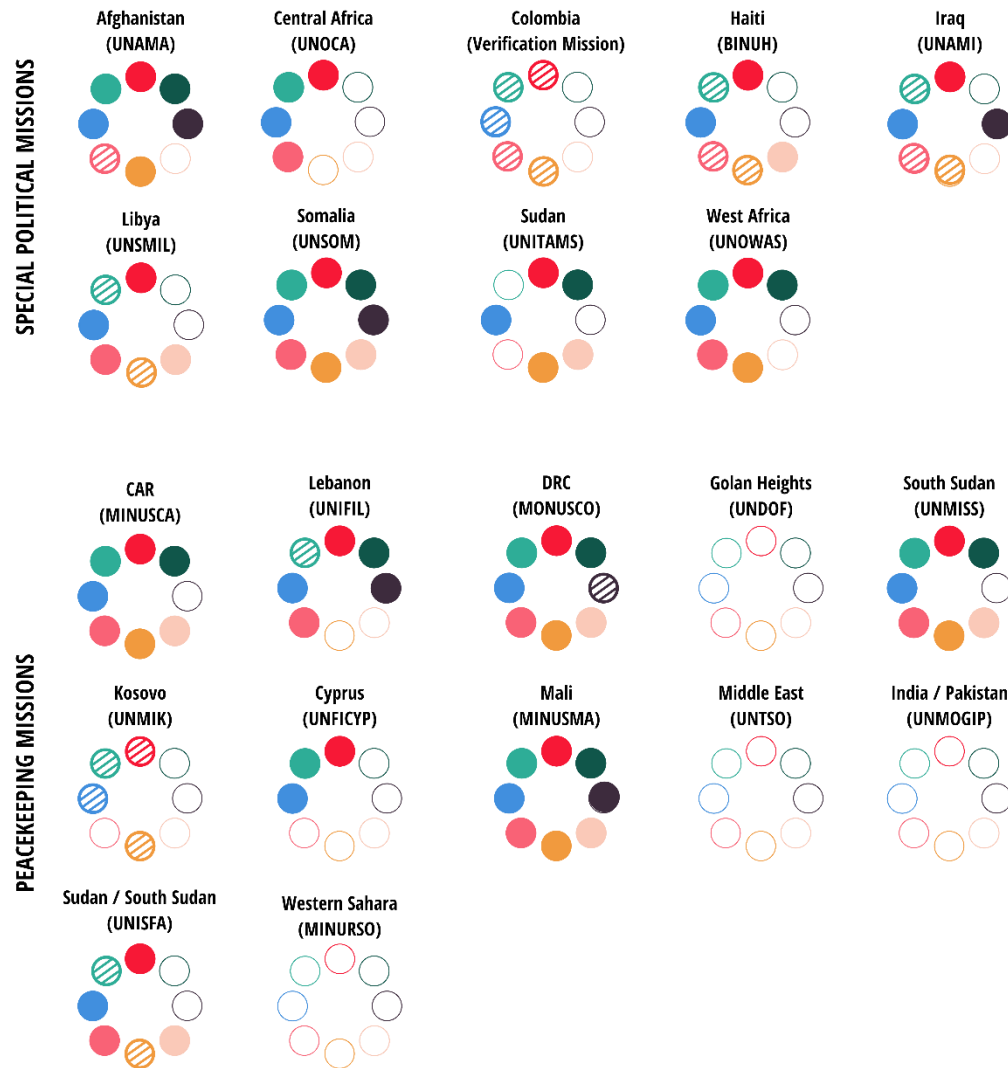 SPECIAL POLITICAL MISSIONS
Afghanistan
(UNAMA)
Central Africa
(UNOCA)
Colombia
(Verification Mission)
Haiti
(BINUH)
Iraq
(UNAMI)
Libya
(UNSMIL)
Somalia
(UNSOM)
Sudan
(UNITAMS)
West Africa
(UNOWAS)
PEACEKEEPING MISSIONS
CAR
(MINUSCA)
Lebanon
(UNIFIL)
DRC
(MONUSCO)
Golan Heights
(UNDOF)
South Sudan
(UNMISS)
Kosovo
(UNMIK)
Cyprus
(UNFICYP)
Mali
(MINUSMA)
Middle East
(UNTSO)
India / Pakistan
(UNMOGIP)
Sudan / South Sudan
(UNISFA)
Western Sahara
(MINURSO)